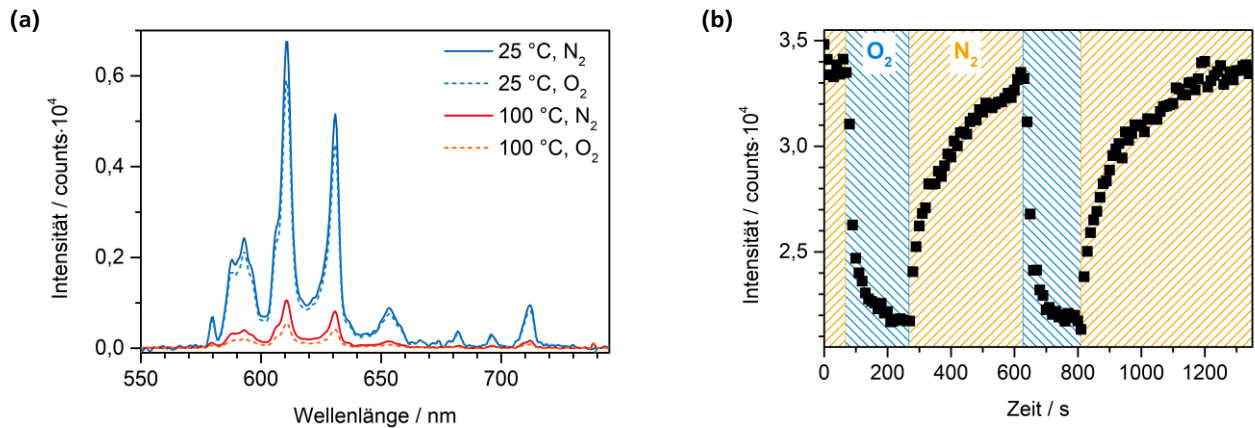 (a)
Intensität / counts·10⁴
0,6
0,4
0,2
0,0
550
600
650
700
Wellenlänge / nm
25 °C, N₂
25 °C, O₂
100 °C, N₂
100 °C, O₂
(b)
Intensität / counts·10⁴
3,5
3,0
2,5
O₂
N₂
0
200
400
600
800
1000
1200
Zeit / s